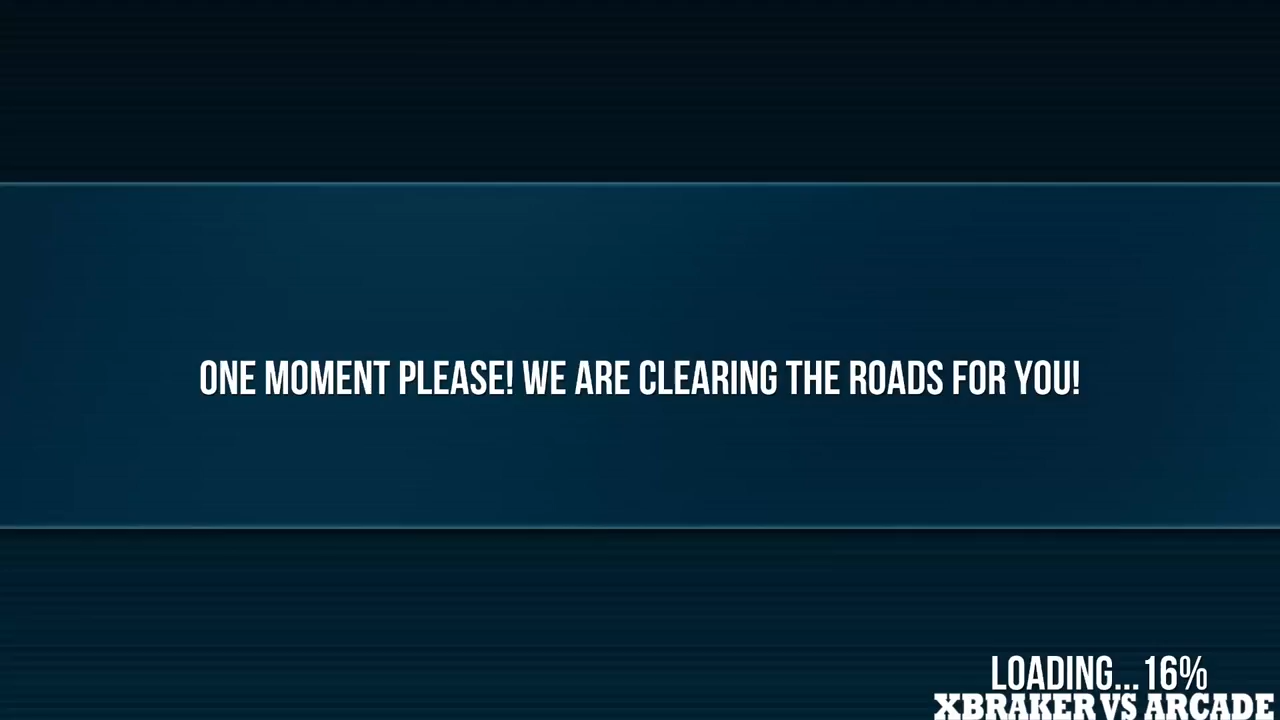 ONE MOMENT PLEASE! WE ARE CLEARING THE ROADS FOR YOU!
LOADING... 16%
XBRAKER VS ARCADE